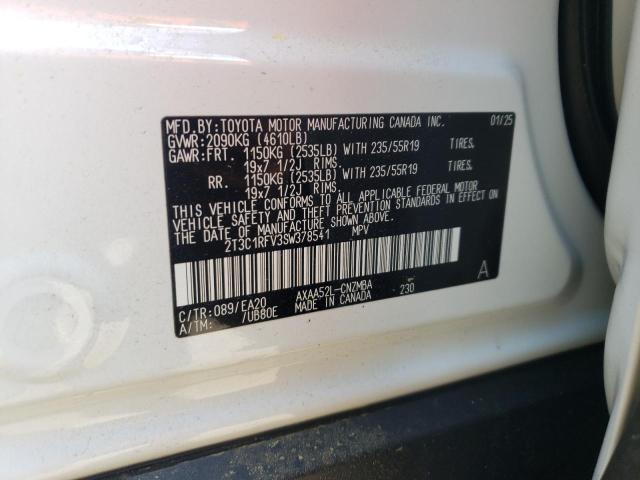 MFD.BY:TOYOTA MOTOR MANUFACTURING CANADA INC. 01/25
GVWR:2090KG (4610LB)
GAWR:FRT. 1150KG (2535LB) WITH 235/55R19 TIRES.
19x7 1/2J RIMS.
RR. 1150KG (2535LB) WITH 235/55R19 TIRES.
19x7 1/2J RIMS.
THIS VEHICLE CONFORMS TO ALL APPLICABLE FEDERAL MOTOR
VEHICLE SAFETY AND THEFT PREVENTION STANDARDS IN EFFECT ON
THE DATE OF MANUFACTURE SHOWN ABOVE.
2T3C1RFV3SW378541 MPV
C/TR:089/EA20 AXAA52L-CNZMBA 230 A
A/TM: /UB80E MADE IN CANADA